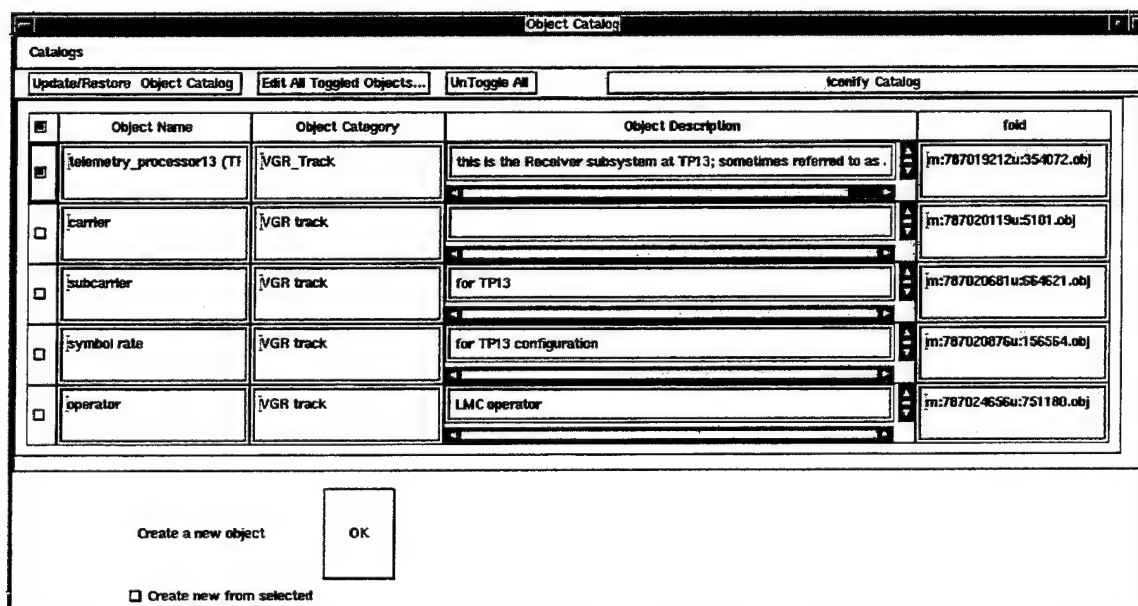 Object Catalog
Catalogs
Update/Restore Object Catalog Edit All Toggled Objects... UnToggle All Iconify Catalog
Object Name Object Category Object Description foid
telemetry_processor13 (TF VGR_Track this is the Receiver subsystem at TP13; sometimes referred to as . m:787019212u:354072.obj
carrier VGR track m:787020119u:5101.obj
subcarrier VGR track for TP13 m:787020681u:664621.obj
symbol rate VGR track for TP13 configuration m:787020876u:156564.obj
operator VGR track LMC operator m:787024656u:751180.obj
Create a new object OK
Create new from selected